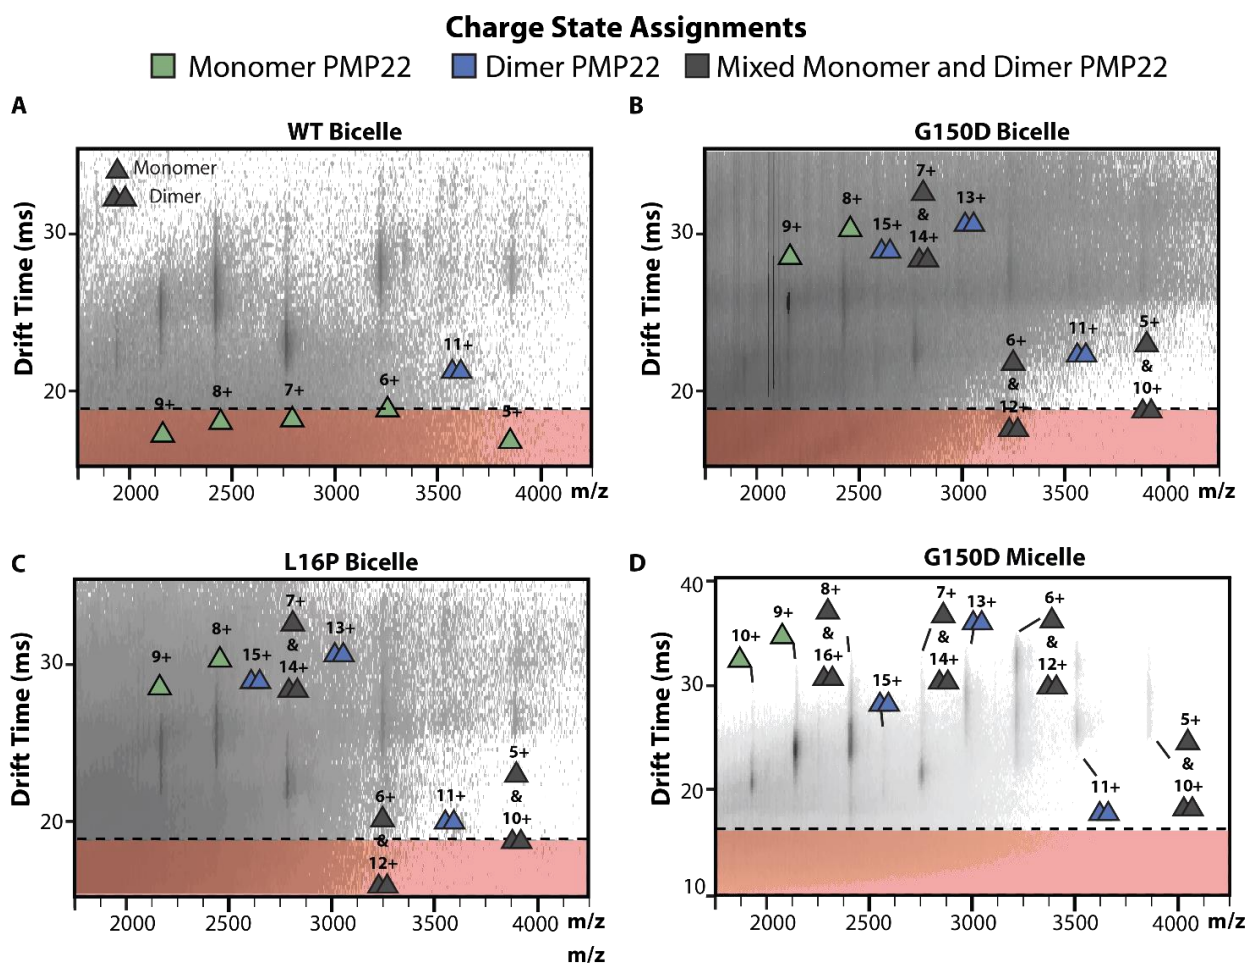 Charge State Assignments
Monomer PMP22 Dimer PMP22 Mixed Monomer and Dimer PMP22
A
WT Bicelle
Monomer
Dimer
Drift Time (ms)
30
20
9+
8+
7+
6+
11+
5+
2000 2500 3000 3500 4000 m/z
B
G150D Bicelle
Drift Time (ms)
30
20
9+
8+
15+
7+
&
14+
13+
6+
&
12+
11+
5+
&
10+
2000 2500 3000 3500 4000 m/z
C
L16P Bicelle
Drift Time (ms)
30
20
9+
8+
15+
7+
&
14+
13+
6+
&
12+
11+
5+
&
10+
2000 2500 3000 3500 4000 m/z
m/z
D
G150D Micelle
Drift Time (ms)
40
30
20
10
10+
9+
8+
&
16+
15+
7+
&
14+
13+
6+
&
12+
11+
5+
&
10+
2000 2500 3000 3500 4000 m/z